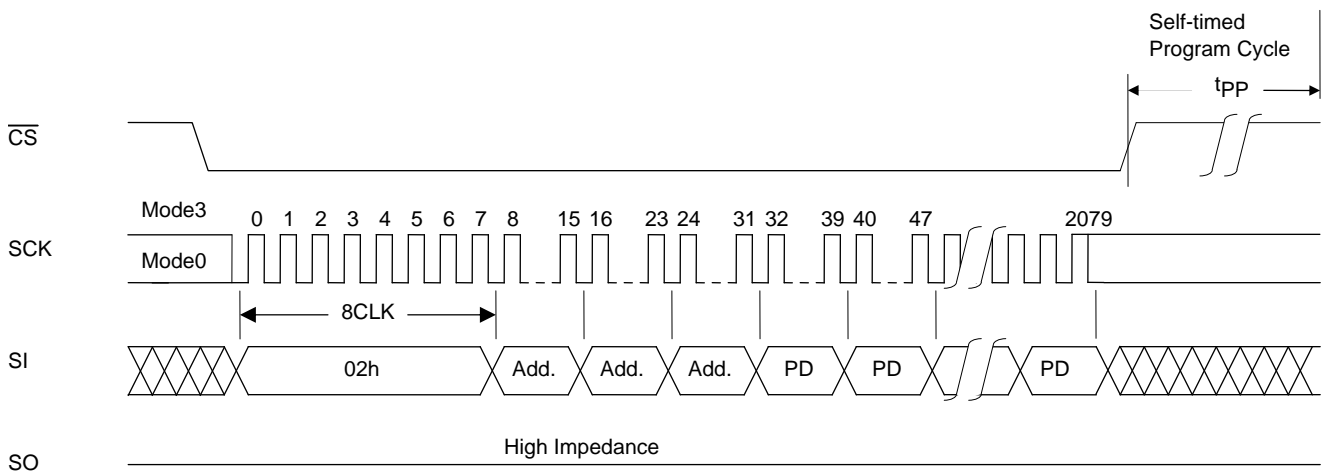 Self-timed
Program Cycle
tPP
CS
Mode3
0 1 2 3 4 5 6 7 8 15 16 23 24 31 32 39 40 47 2079
SCK
Mode0
8CLK
SI
02h Add. Add. Add. PD PD PD
High Impedance
SO